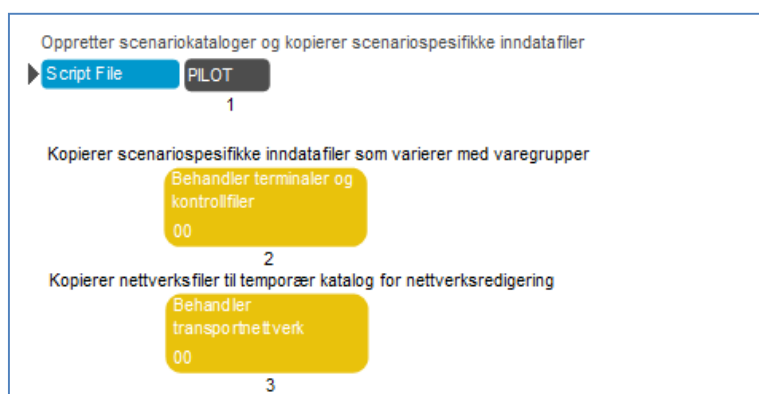 Oppretter scenariokataloger og kopierer scenariospesifikke inndatafiler
Script File PILOT
1
Kopierer scenariospesifikke inndatafiler som varierer med varegrupper
Behandler terminaler og
kontrollfiler
00
2
Kopierer nettverksfiler til temporær katalog for nettverksredigering
Behandler
transportnettverk
00
3